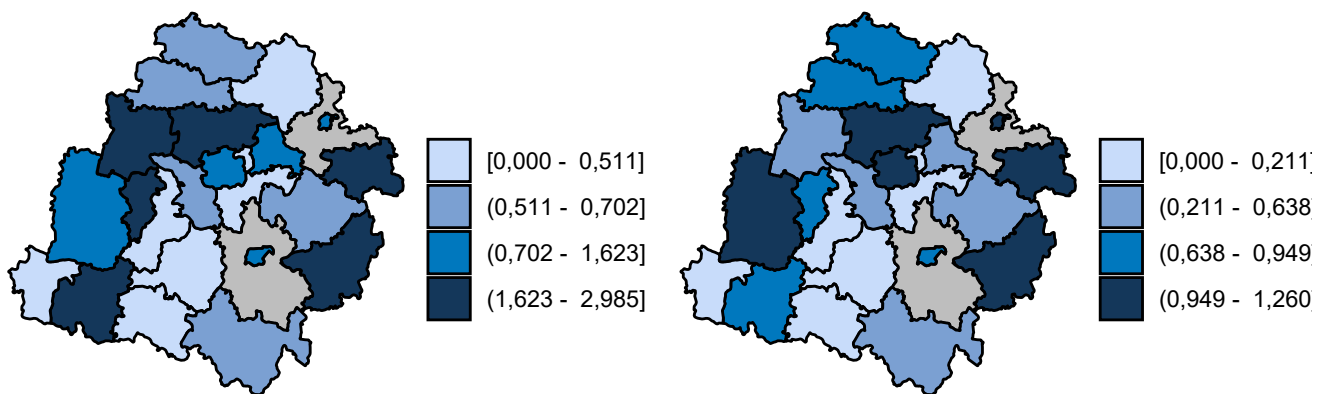 [0,000 - 0,511]
(0,511 - 0,702]
(0,702 - 1,623]
(1,623 - 2,985]
[0,000 - 0,211]
(0,211 - 0,638]
(0,638 - 0,949]
(0,949 - 1,260]